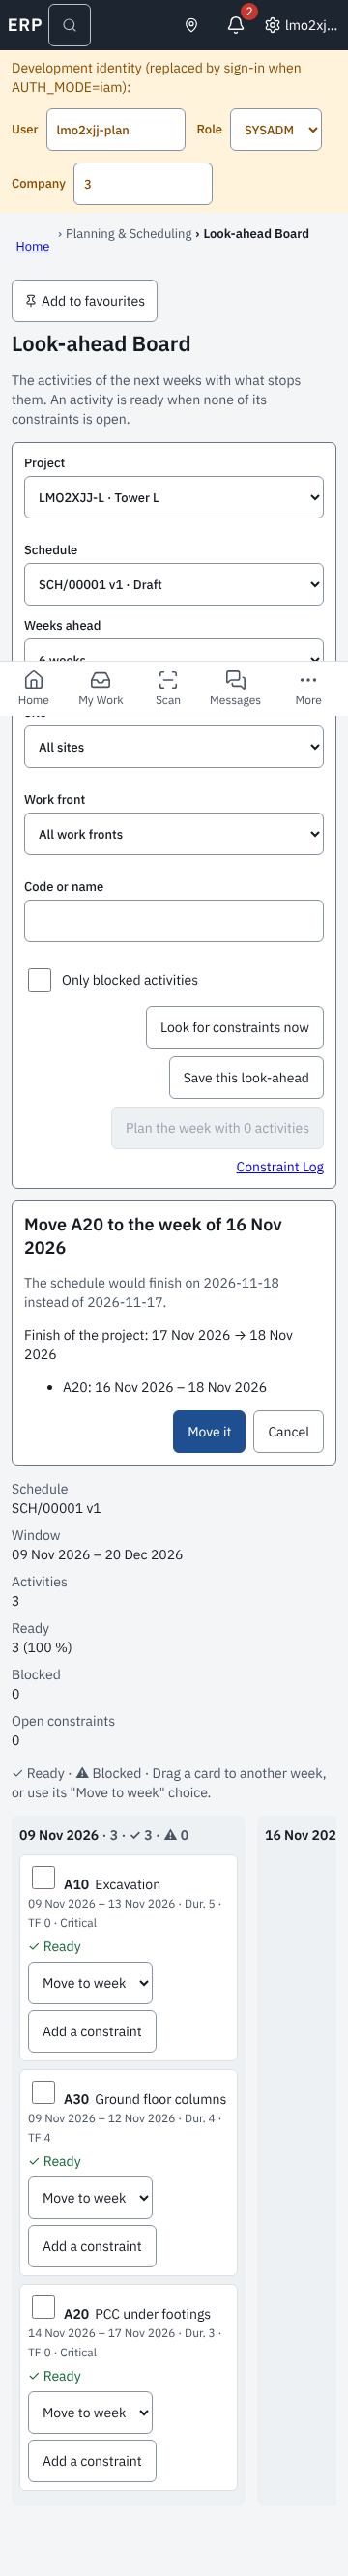 ERP
2
lmo2xj…
Development identity (replaced by sign-in when
AUTH_MODE=iam):
User
lmo2xjj-plan
Role
SYSADM
Company
3
Home › Planning & Scheduling › Look-ahead Board
Add to favourites
Look-ahead Board
The activities of the next weeks with what stops
them. An activity is ready when none of its
constraints is open.
Project
LMO2XJJ-L · Tower L
Schedule
SCH/00001 v1 · Draft
Weeks ahead
6 weeks
Home
My Work
Scan
Messages
More
All sites
Work front
All work fronts
Code or name
Only blocked activities
Look for constraints now
Save this look-ahead
Plan the week with 0 activities
Constraint Log
Move A20 to the week of 16 Nov
2026
The schedule would finish on 2026-11-18
instead of 2026-11-17.
Finish of the project: 17 Nov 2026 → 18 Nov
2026
• A20: 16 Nov 2026 – 18 Nov 2026
Move it
Cancel
Schedule
SCH/00001 v1
Window
09 Nov 2026 – 20 Dec 2026
Activities
3
Ready
3 (100 %)
Blocked
0
Open constraints
0
✓ Ready · ⚠ Blocked · Drag a card to another week,
or use its "Move to week" choice.
09 Nov 2026 · 3 · ✓ 3 · ⚠ 0
16 Nov 202
A10 Excavation
09 Nov 2026 – 13 Nov 2026 · Dur. 5 ·
TF 0 · Critical
✓ Ready
Move to week
Add a constraint
A30 Ground floor columns
09 Nov 2026 – 12 Nov 2026 · Dur. 4 ·
TF 4
✓ Ready
Move to week
Add a constraint
A20 PCC under footings
14 Nov 2026 – 17 Nov 2026 · Dur. 3 ·
TF 0 · Critical
✓ Ready
Move to week
Add a constraint